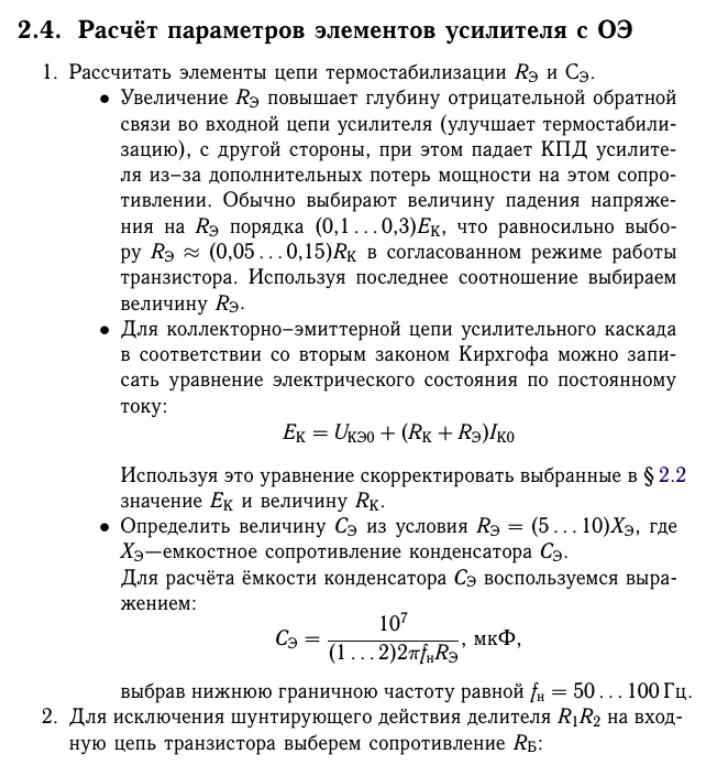 2.4. Расчёт параметров элементов усилителя с ОЭ
1. Рассчитать элементы цепи термостабилизации RЭ и CЭ.
• Увеличение RЭ повышает глубину отрицательной обратной
связи во входной цепи усилителя (улучшает термостабили-
зацию), с другой стороны, при этом падает КПД усилите-
ля из–за дополнительных потерь мощности на этом сопро-
тивлении. Обычно выбирают величину падения напряже-
ния на RЭ порядка (0,1…0,3)EК, что равносильно выбо-
ру RЭ ≈ (0,05…0,15)RК в согласованном режиме работы
транзистора. Используя последнее соотношение выбираем
величину RЭ.
• Для коллекторно–эмиттерной цепи усилительного каскада
в соответствии со вторым законом Кирхгофа можно запи-
сать уравнение электрического состояния по постоянному
току:
EК = UКЭ0 + (RК + RЭ)IК0
Используя это уравнение скорректировать выбранные в § 2.2
значение EК и величину RК.
• Определить величину CЭ из условия RЭ = (5…10)XЭ, где
XЭ—емкостное сопротивление конденсатора CЭ.
Для расчёта ёмкости конденсатора CЭ воспользуемся выра-
жением:
CЭ = 10⁷ / ((1…2)2πfнRЭ), мкФ,
выбрав нижнюю граничною частоту равной fн = 50…100 Гц.
2. Для исключения шунтирующего действия делителя R₁R₂ на вход-
ную цепь транзистора выберем сопротивление RБ: